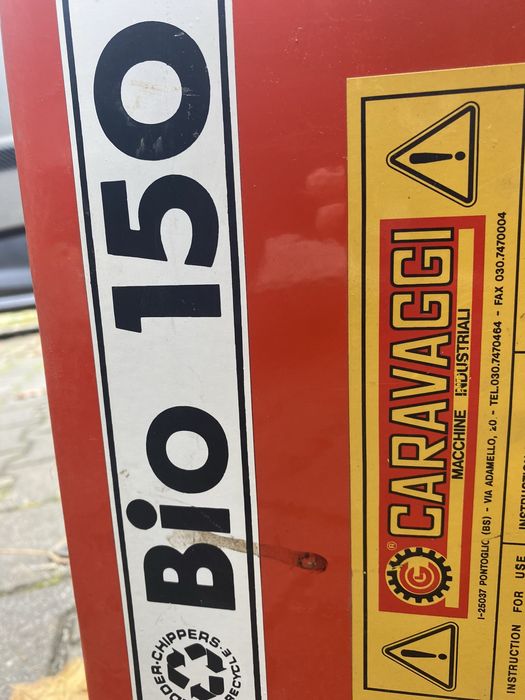 Bio 150
CHIPPERS
RECYCLE
CARAVAGGI
®
G
MACCHINE INDUSTRIALI
I-25037 PONTOGLIO (BS) - VIA ADAMELLO, 20 - TEL.030.7470464 - FAX 030.7470004
INSTRUCTION FOR USE